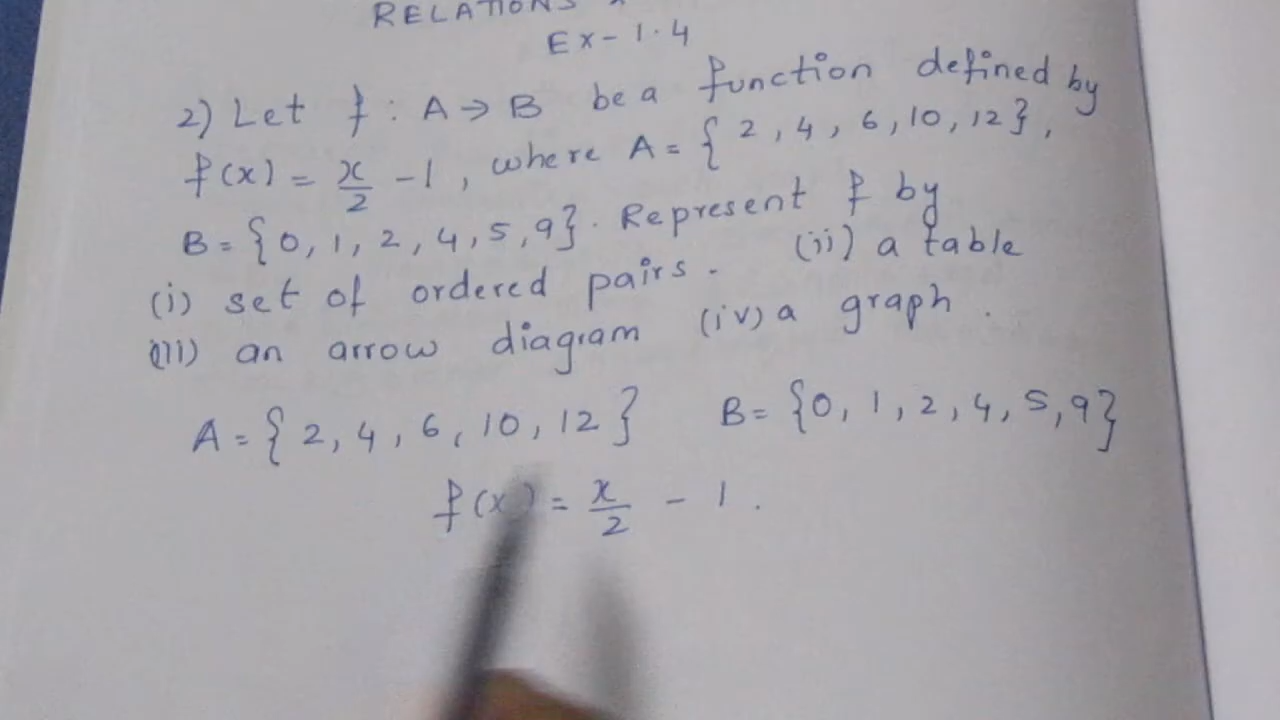 RELATIONS
Ex-1.4
2) Let f : A → B be a function defined by
f(x) = x/2 - 1, where A = { 2, 4, 6, 10, 12 },
B = { 0, 1, 2, 4, 5, 9 }. Represent f by
(i) set of ordered pairs. (ii) a table
(iii) an arrow diagram (iv) a graph.
A = { 2, 4, 6, 10, 12 } B = { 0, 1, 2, 4, 5, 9 }
f(x) = x/2 - 1.